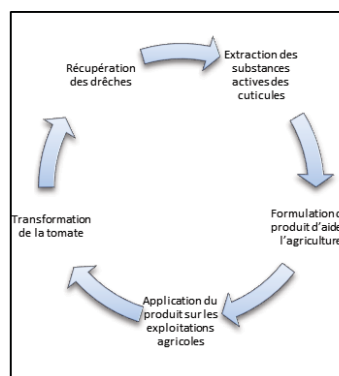 Récupération
des drêches
Extraction des
substances
actives des
cuticules
Formulation
produit d'aide
l'agriculture
Application du
produit sur les
exploitations
agricoles
Transformation
de la tomate